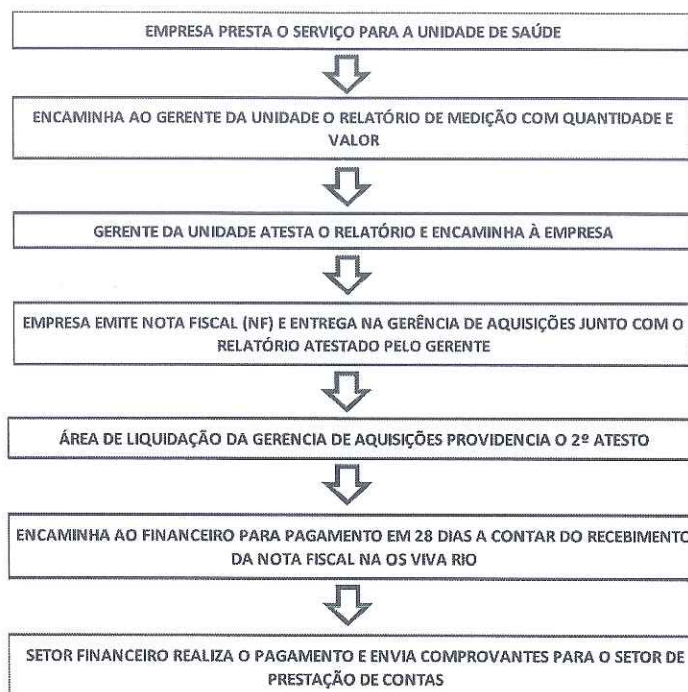 EMPRESA PRESTA O SERVIÇO PARA A UNIDADE DE SAÚDE
ENCAMINHA AO GERENTE DA UNIDADE O RELATÓRIO DE MEDIÇÃO COM QUANTIDADE E
VALOR
GERENTE DA UNIDADE ATESTA O RELATÓRIO E ENCAMINHA À EMPRESA
EMPRESA EMITE NOTA FISCAL (NF) E ENTREGA NA GERÊNCIA DE AQUISIÇÕES JUNTO COM O
RELATÓRIO ATESTADO PELO GERENTE
ÁREA DE LIQUIDAÇÃO DA GERENCIA DE AQUISIÇÕES PROVIDENCIA O 2º ATESTO
ENCAMINHA AO FINANCEIRO PARA PAGAMENTO EM 28 DIAS A CONTAR DO RECEBIMENTO
DA NOTA FISCAL NA OS VIVA RIO
SETOR FINANCEIRO REALIZA O PAGAMENTO E ENVIA COMPROVANTES PARA O SETOR DE
PRESTAÇÃO DE CONTAS